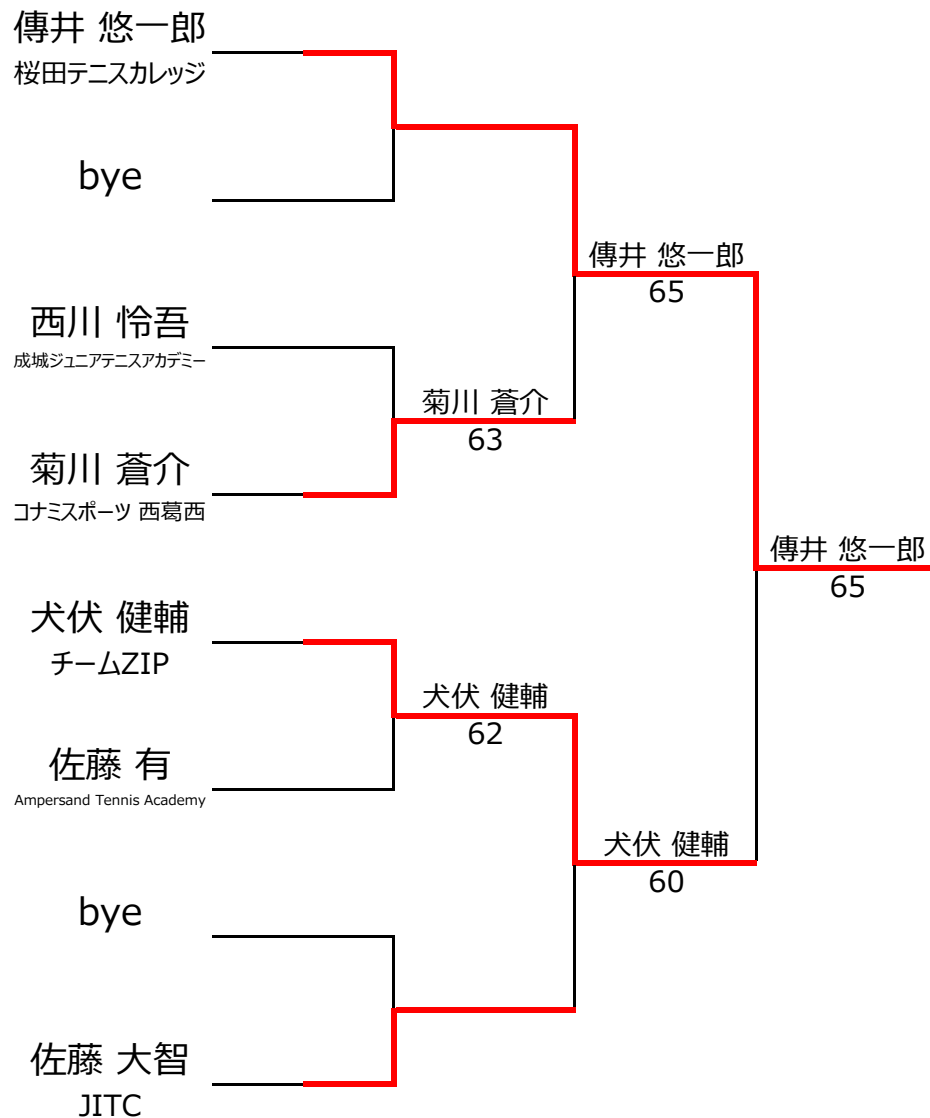 傳井 悠一郎
桜田テニスカレッジ
bye
西川 怜吾
成城ジュニアテニスアカデミー
菊川 蒼介
コナミスポーツ 西葛西
犬伏 健輔
チームZIP
佐藤 有
Ampersand Tennis Academy
bye
佐藤 大智
JITC
菊川 蒼介
63
犬伏 健輔
62
傳井 悠一郎
65
犬伏 健輔
60
傳井 悠一郎
65